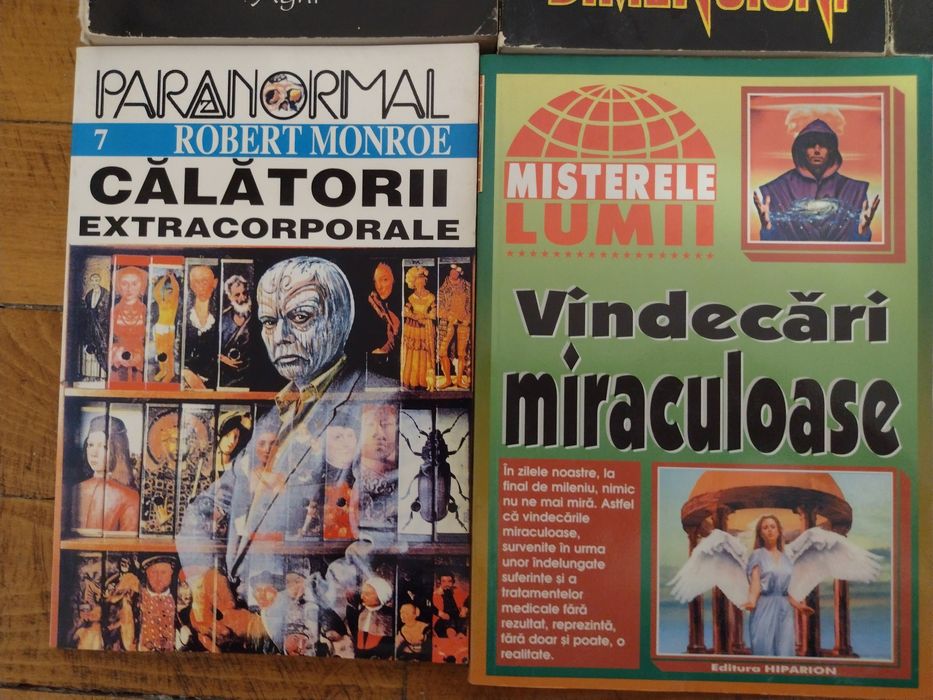 DIMENSIUNI
PARANORMAL
7 ROBERT MONROE
CĂLĂTORII
EXTRACORPORALE
MISTERELE
LUMII
Vindecări
miraculoase
În zilele noastre, la
final de mileniu, nimic
nu ne mai miră. Astfel
că vindecările
miraculoase,
survenite în urma
unor îndelungate
suferințe și a
tratamentelor
medicale fără
rezultat, reprezintă,
fără doar și poate, o
realitate.
Editura HIPARION